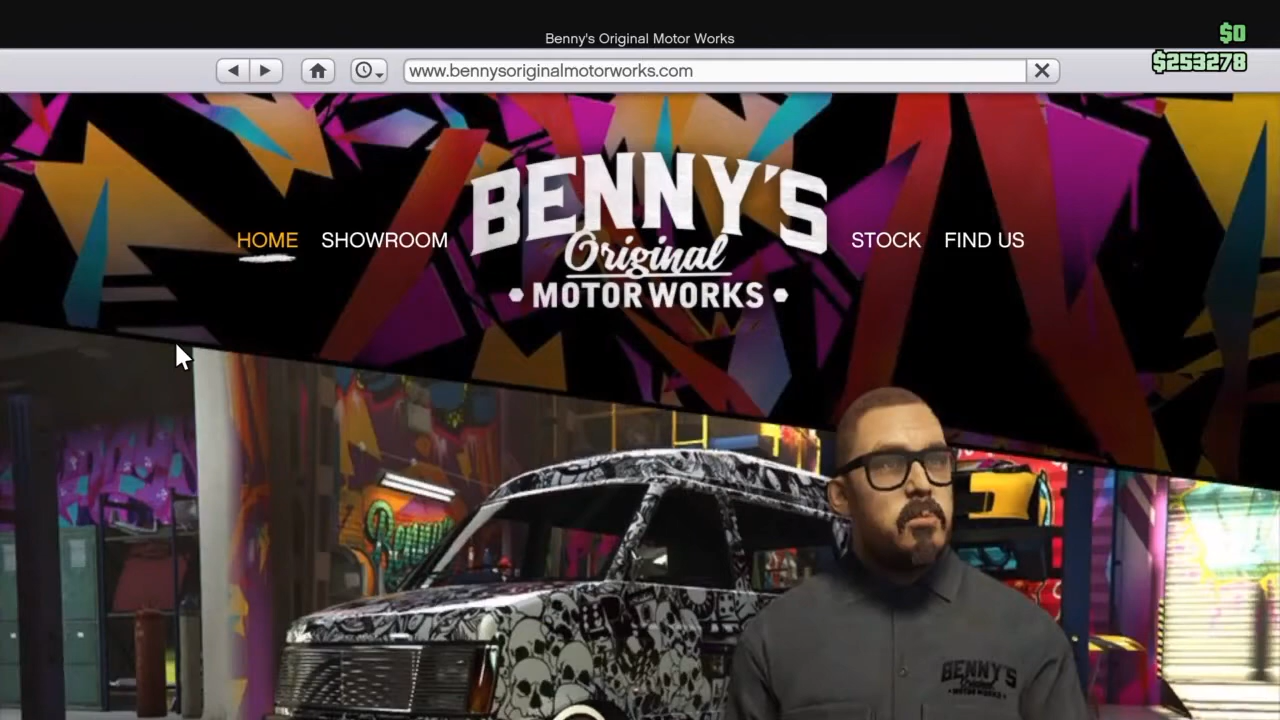 Benny's Original Motor Works
$0
www.bennysoriginalmotorworks.com
$253278
BENNY'S
Original
MOTOR WORKS
HOME SHOWROOM STOCK FIND US
BENNY'S
Original
MOTOR WORKS